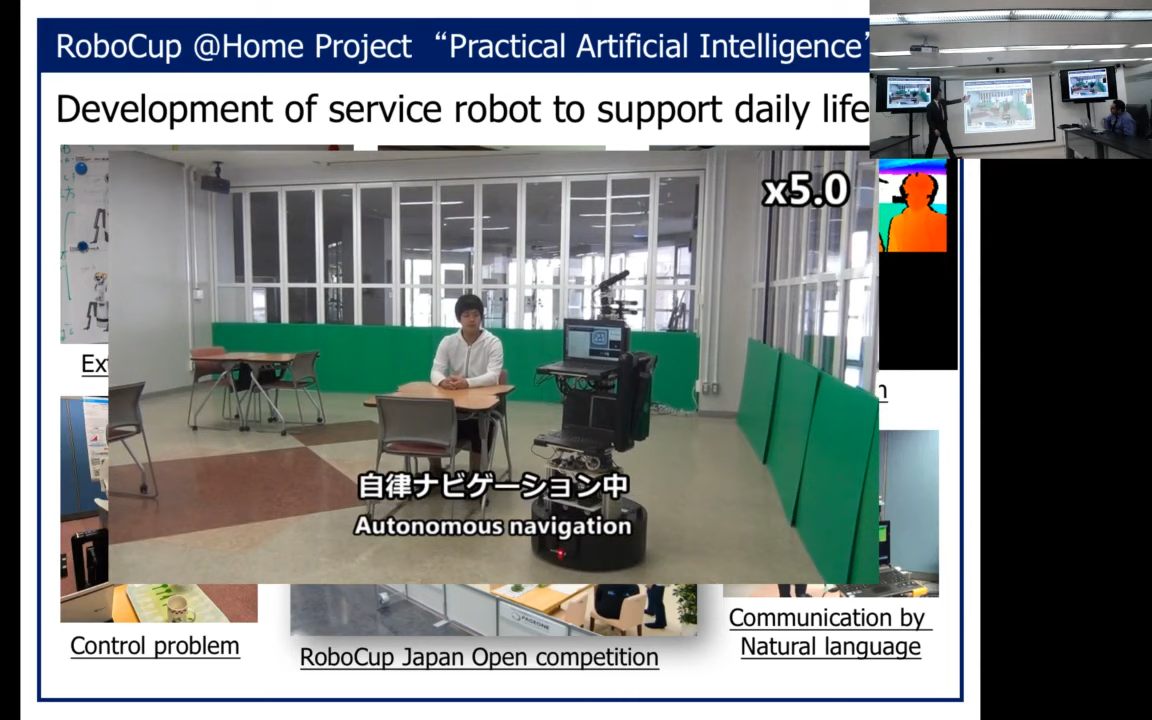 RoboCup @Home Project “Practical Artificial Intelligence”
Development of service robot to support daily life
x5.0
Ex
n
自律ナビゲーション中
Autonomous navigation
Control problem
RoboCup Japan Open competition
Communication by
Natural language